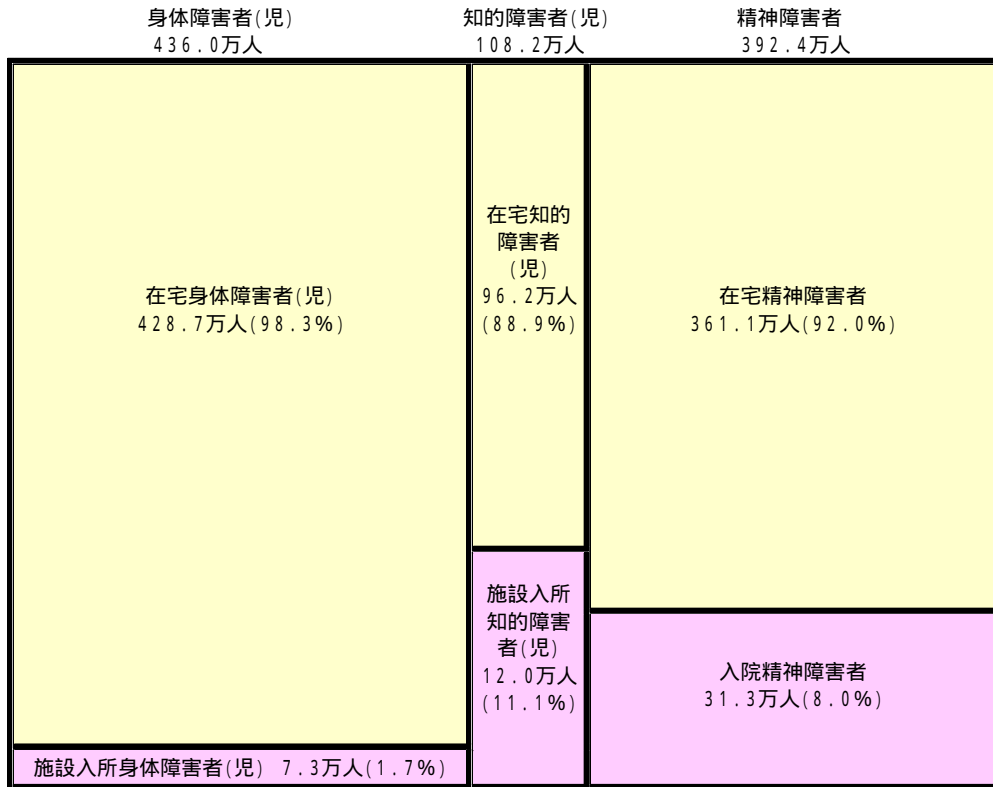 身体障害者(児)
436.0万人
知的障害者(児)
108.2万人
精神障害者
392.4万人
在宅身体障害者(児)
428.7万人(98.3%)
在宅知的
障害者
(児)
96.2万人
(88.9%)
在宅精神障害者
361.1万人(92.0%)
施設入所身体障害者(児) 7.3万人(1.7%)
施設入所
知的障害
者(児)
12.0万人
(11.1%)
入院精神障害者
31.3万人(8.0%)